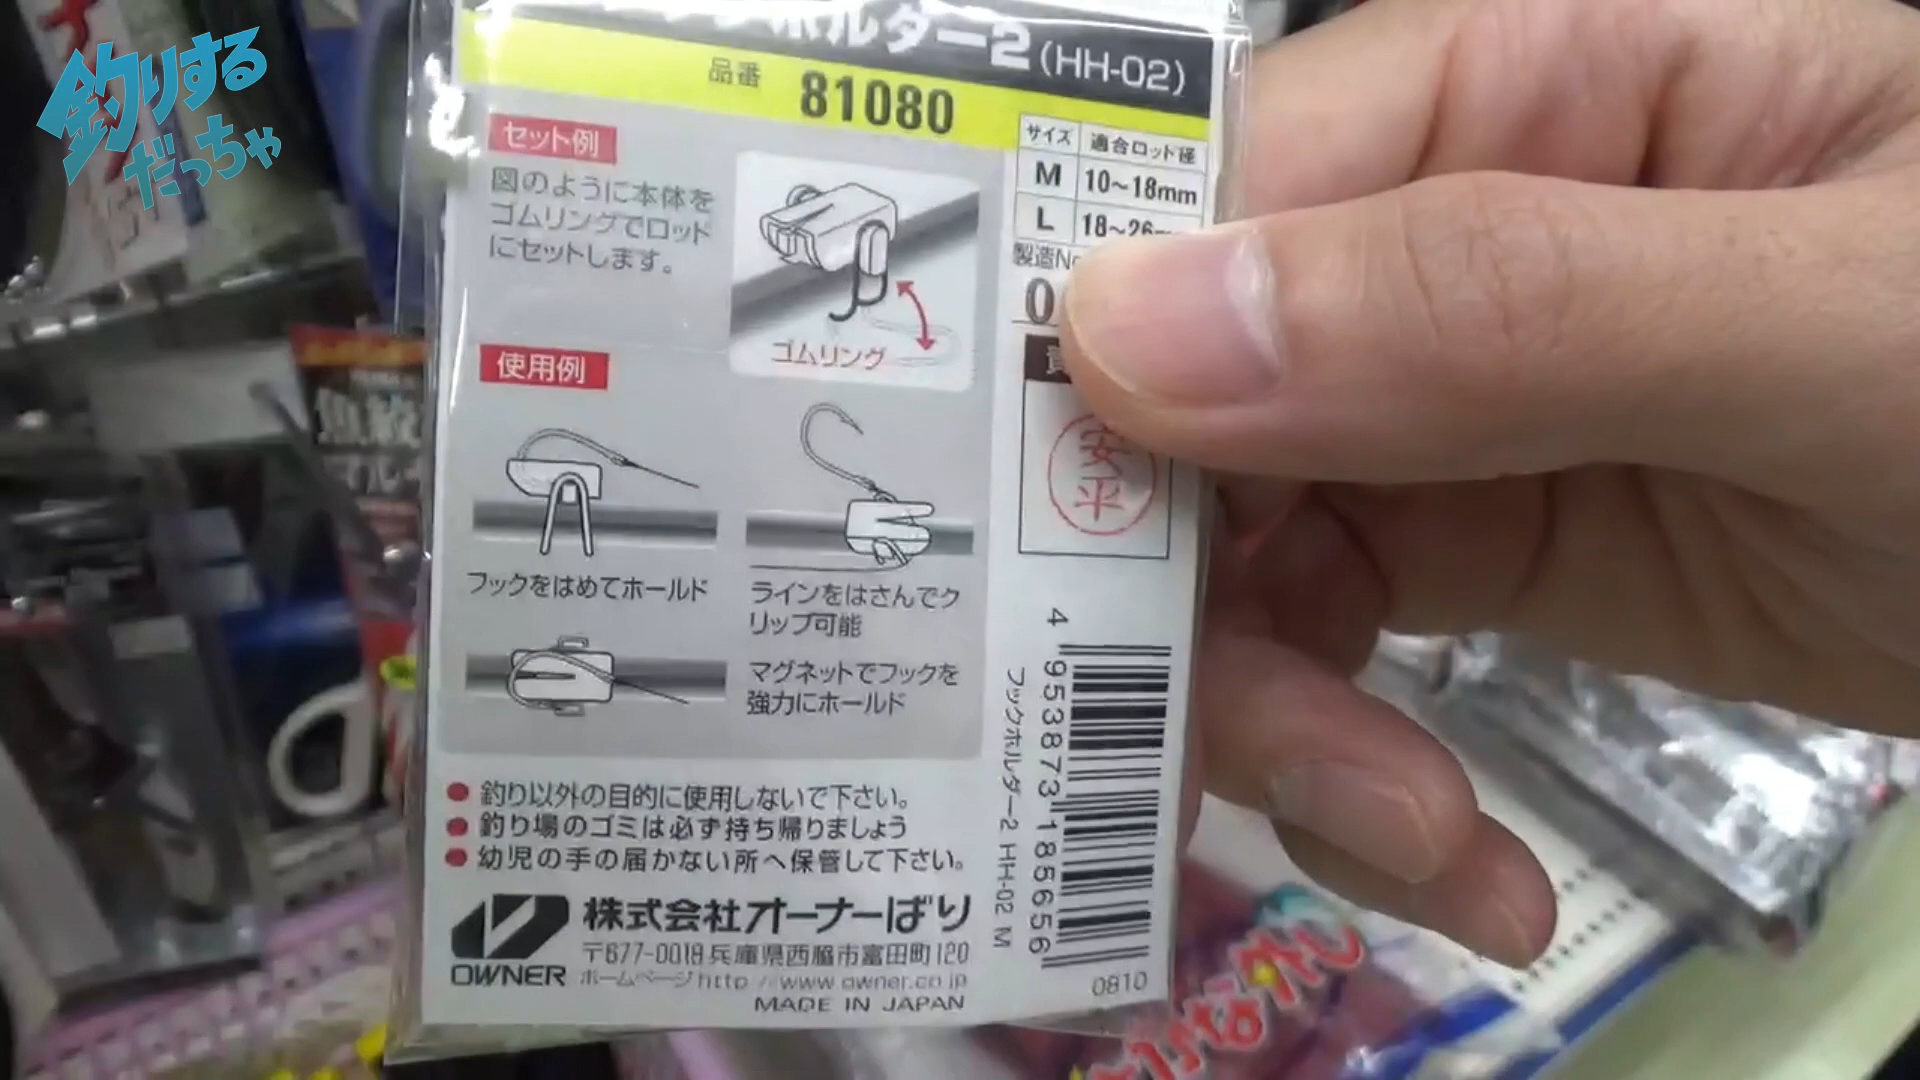 釣りする
だっちゃ
ホルダー2(HH-02)
品番 81080
セット例
図のように本体を
ゴムリングでロッド
にセットします。
ゴムリング
サイズ 適合ロッド径
M 10~18mm
L 18~26
製造No
0
安平
使用例
フックをはめてホールド
ラインをはさんでク
リップ可能
マグネットでフックを
強力にホールド
釣り以外の目的に使用しないで下さい。
釣り場のゴミは必ず持ち帰りましょう
幼児の手の届かない所へ保管して下さい。
OWNER
株式会社オーナーばり
〒677-0018兵庫県西脇市富田町120
ホームページhttp://www.owner.co.jp
MADE IN JAPAN
フックホルダー2 HH-02 M
4 953873 185656
0810